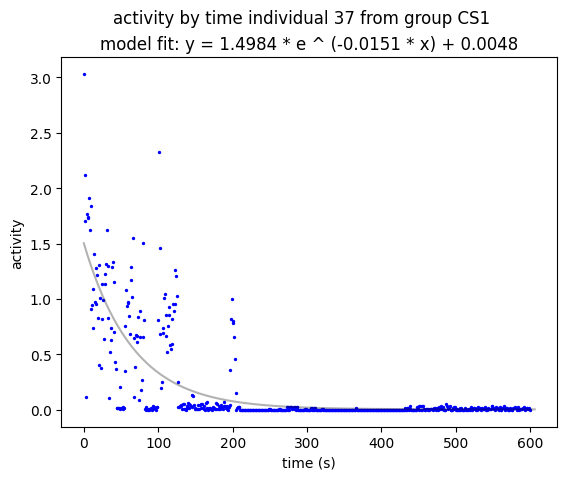 activity by time individual 37 from group CS1
model fit: y = 1.4984 * e ^ (-0.0151 * x) + 0.0048
3.0
2.5
2.0
1.5
1.0
0.5
0.0
activity
0 100 200 300 400 500 600
time (s)